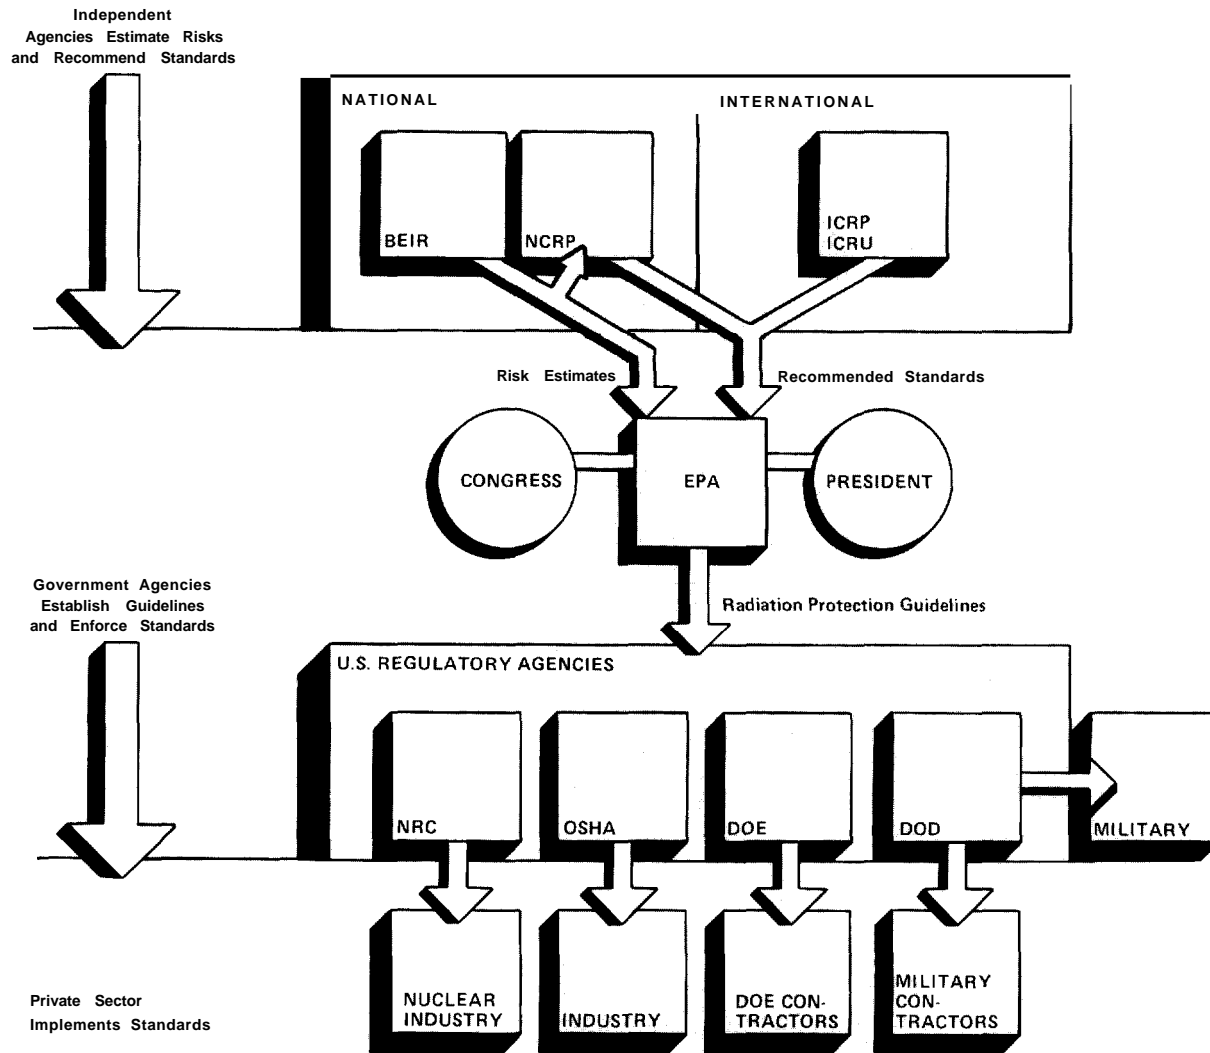 Independent
Agencies Estimate Risks
and Recommend Standards
NATIONAL
INTERNATIONAL
BEIR
NCRP
ICRP
ICRU
Risk Estimates
Recommended Standards
CONGRESS
EPA
PRESIDENT
Government Agencies
Establish Guidelines
and Enforce Standards
Radiation Protection Guidelines
U.S. REGULATORY AGENCIES
NRC
OSHA
DOE
DOD
MILITARY
Private Sector
Implements Standards
NUCLEAR
INDUSTRY
INDUSTRY
DOE CON-
TRACTORS
MILITARY
CON-
TRACTORS